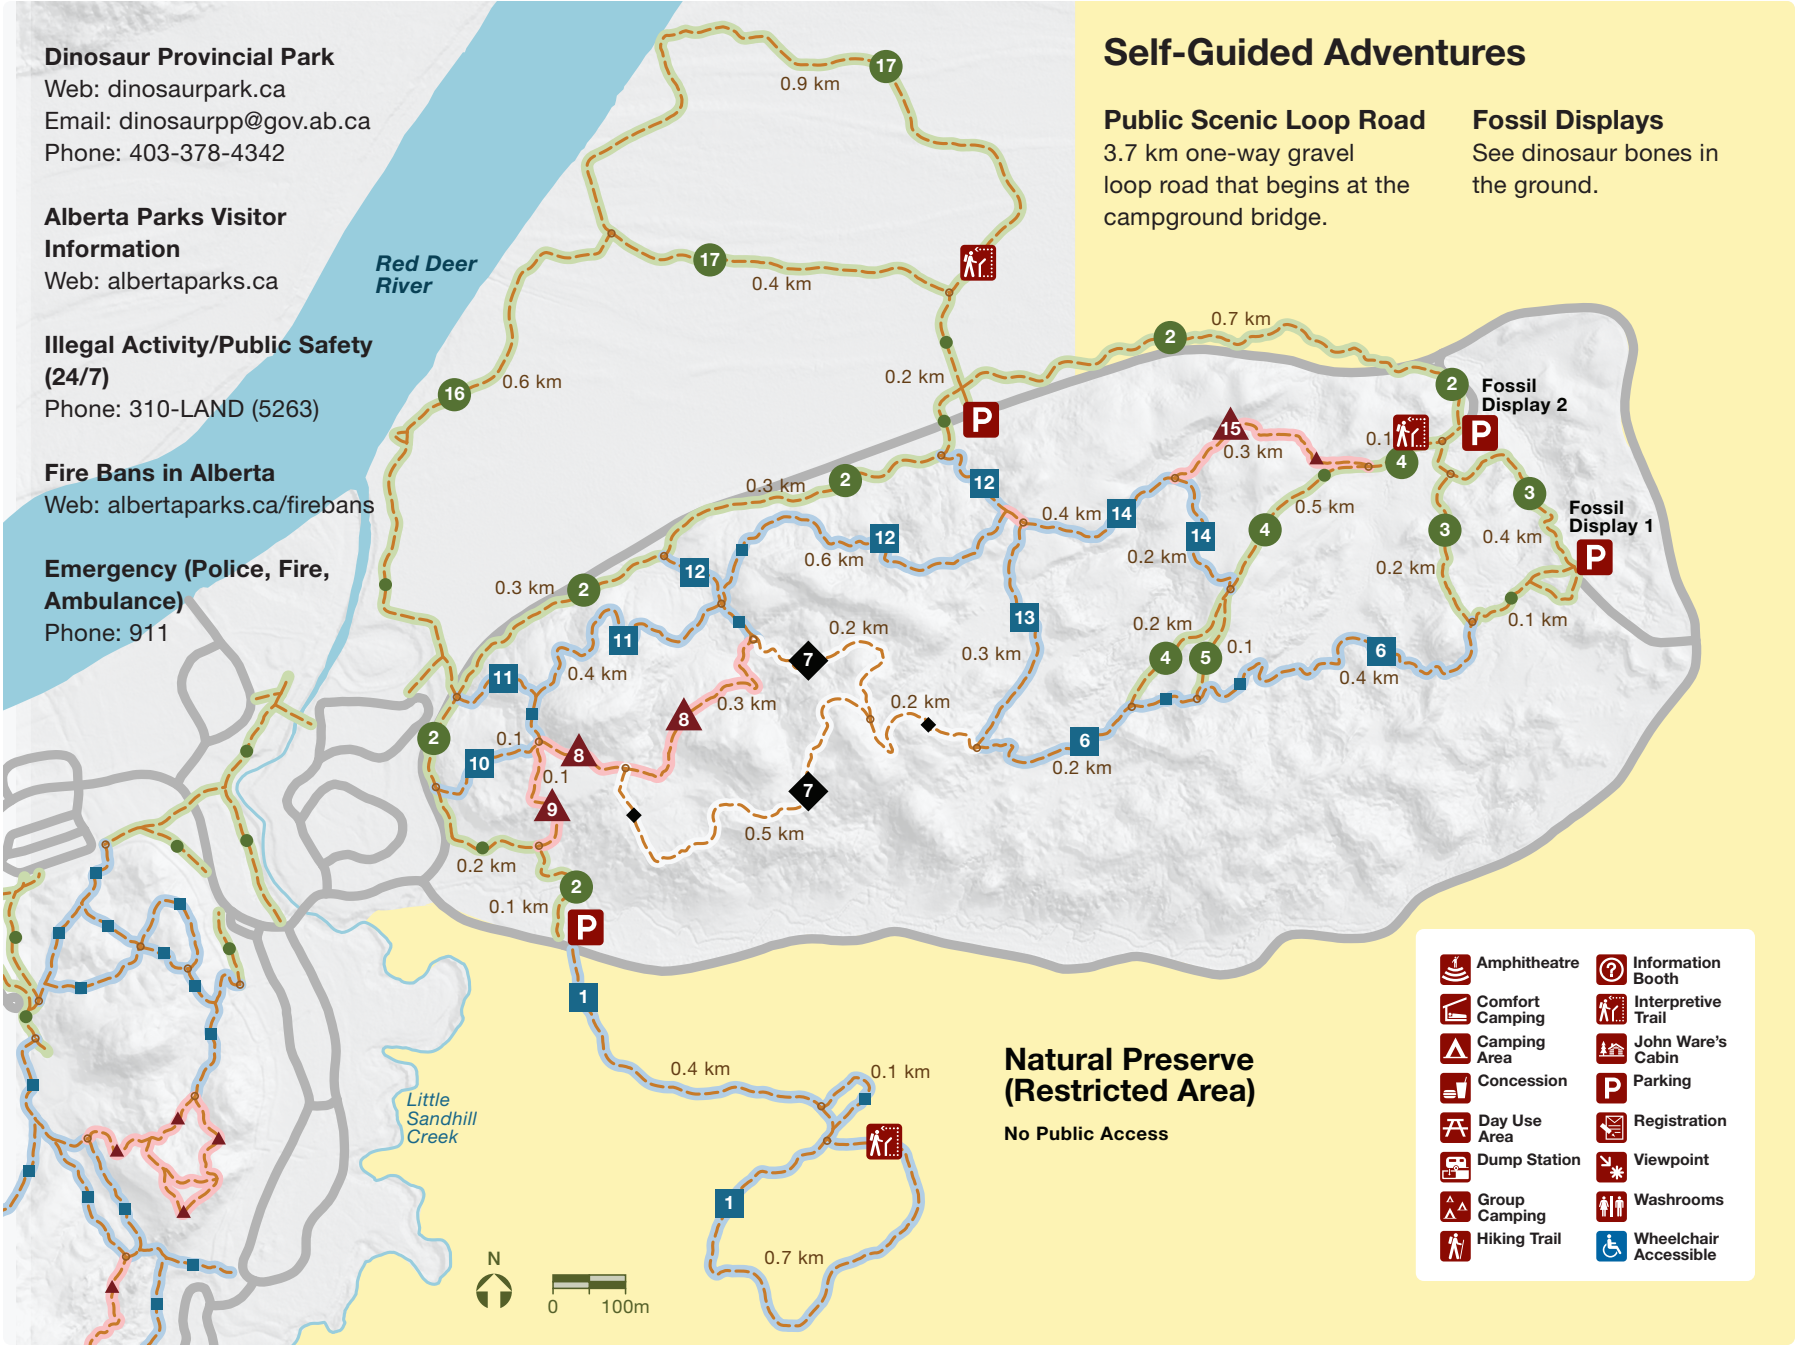 Dinosaur Provincial Park
Web: dinosaurpark.ca
Email: dinosaurpp@gov.ab.ca
Phone: 403-378-4342
Alberta Parks Visitor
Information
Web: albertaparks.ca
Illegal Activity/Public Safety
(24/7)
Phone: 310-LAND (5263)
Fire Bans in Alberta
Web: albertaparks.ca/firebans
Emergency (Police, Fire,
Ambulance)
Phone: 911
Self-Guided Adventures
Public Scenic Loop Road
3.7 km one-way gravel
loop road that begins at the
campground bridge.
Fossil Displays
See dinosaur bones in
the ground.
Red Deer
River
17
0.9 km
17
0.4 km
16
0.6 km
0.2 km
P
2
0.7 km
2
Fossil
Display 2
P
15
0.3 km
0.1
4
3
Fossil
Display 1
P
0.4 km
3
0.2 km
0.1 km
0.5 km
4
14
0.4 km
14
0.2 km
12
2
0.3 km
12
0.6 km
12
2
0.3 km
11
11
0.4 km
13
0.3 km
0.2 km
4
5
0.1
6
0.4 km
7
0.2 km
0.2 km
6
0.2 km
8
0.3 km
8
2
0.1
10
0.1
9
7
0.5 km
0.2 km
2
0.1 km
P
1
0.4 km
0.1 km
1
0.7 km
Natural Preserve
(Restricted Area)
No Public Access
Little
Sandhill
Creek
N
0
100m
Amphitheatre
Comfort
Camping
Camping
Area
Concession
Day Use
Area
Dump Station
Group
Camping
Hiking Trail
?
Information
Booth
Interpretive
Trail
John Ware's
Cabin
P
Parking
Registration
Viewpoint
Washrooms
Wheelchair
Accessible